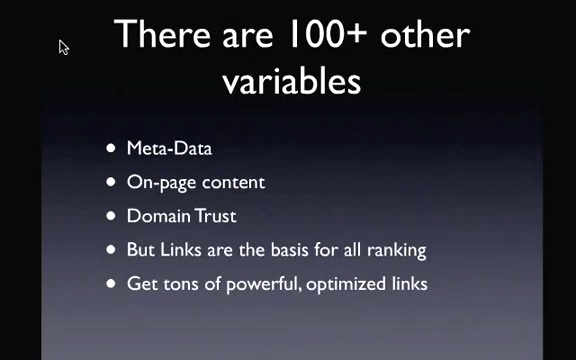 There are 100+ other
variables
• Meta-Data
• On-page content
• Domain Trust
• But Links are the basis for all ranking
• Get tons of powerful, optimized links